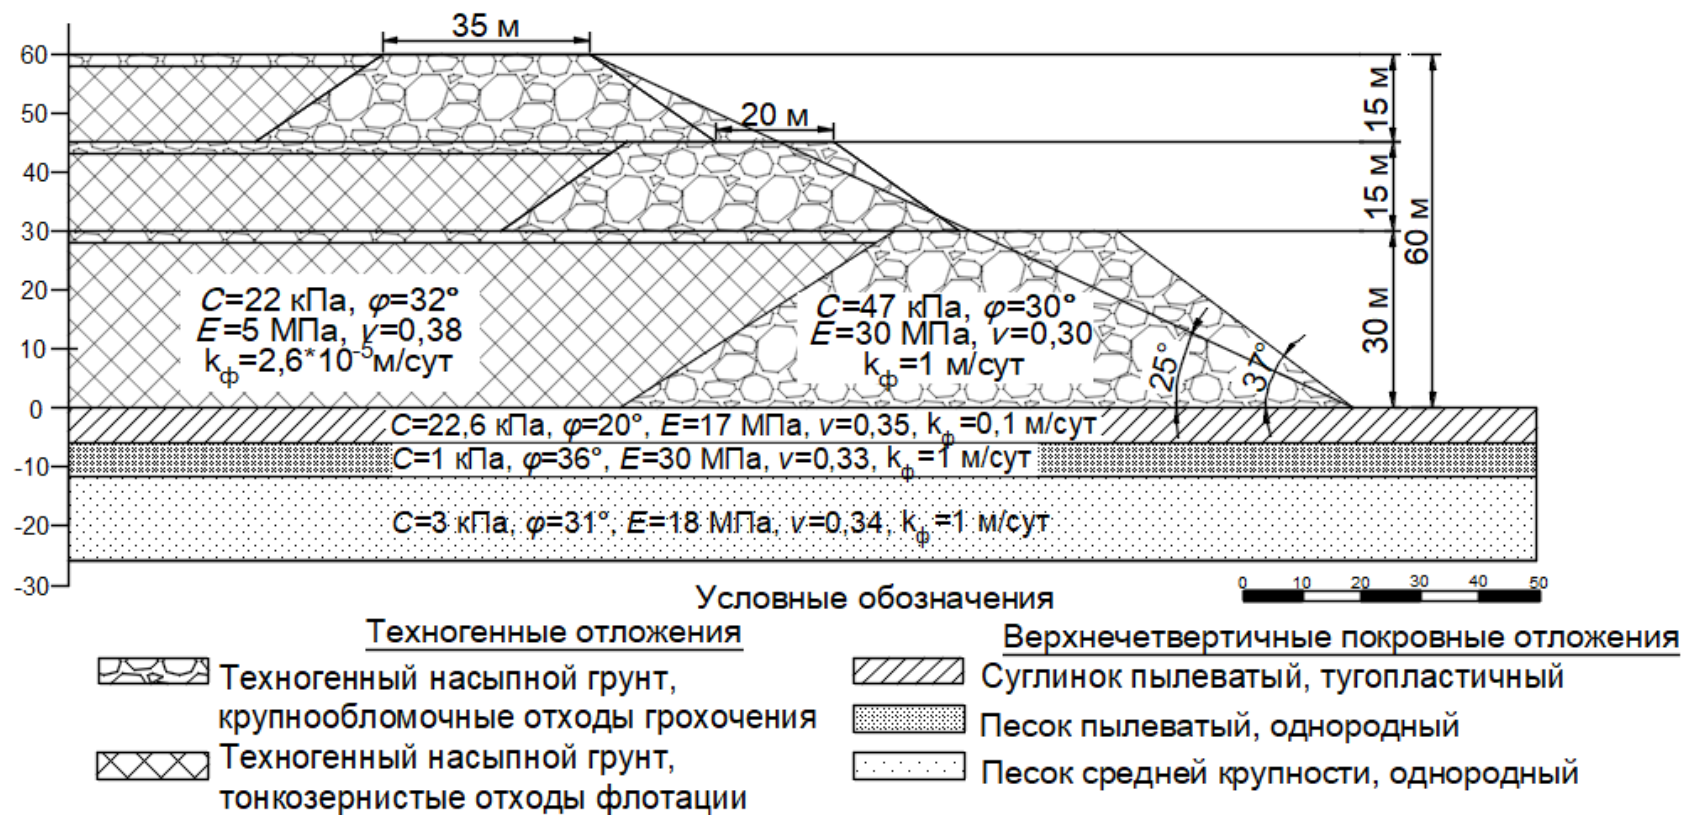 35 м
60
50
40
30
20
10
0
-10
-20
-30
20 м
15 м
15 м
30 м
60 м
C=22 кПа, φ=32°
E=5 МПа, ν=0,38
kф=2,6*10⁻⁵м/сут
C=47 кПа, φ=30°
E=30 МПа, ν=0,30
kф=1 м/сут
25°
37°
C=22,6 кПа, φ=20°, E=17 МПа, ν=0,35, kф=0,1 м/сут
C=1 кПа, φ=36°, E=30 МПа, ν=0,33, kф=1 м/сут
C=3 кПа, φ=31°, E=18 МПа, ν=0,34, kф=1 м/сут
0 10 20 30 40 50
Условные обозначения
Техногенные отложения
Техногенный насыпной грунт,
крупнообломочные отходы грохочения
Техногенный насыпной грунт,
тонкозернистые отходы флотации
Верхнечетвертичные покровные отложения
Суглинок пылеватый, тугопластичный
Песок пылеватый, однородный
Песок средней крупности, однородный